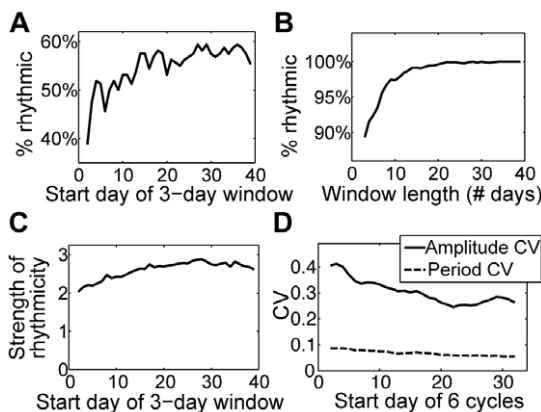 A
% rhythmic
60%
50%
40%
0 10 20 30 40
Start day of 3-day window
B
% rhythmic
100%
95%
90%
0 10 20 30 40
Window length (# days)
C
Strength of
rhythmicity
3
2
1
0
0 10 20 30 40
Start day of 3-day window
D
Amplitude CV
Period CV
CV
0.4
0.3
0.2
0.1
0
0 10 20 30
Start day of 6 cycles